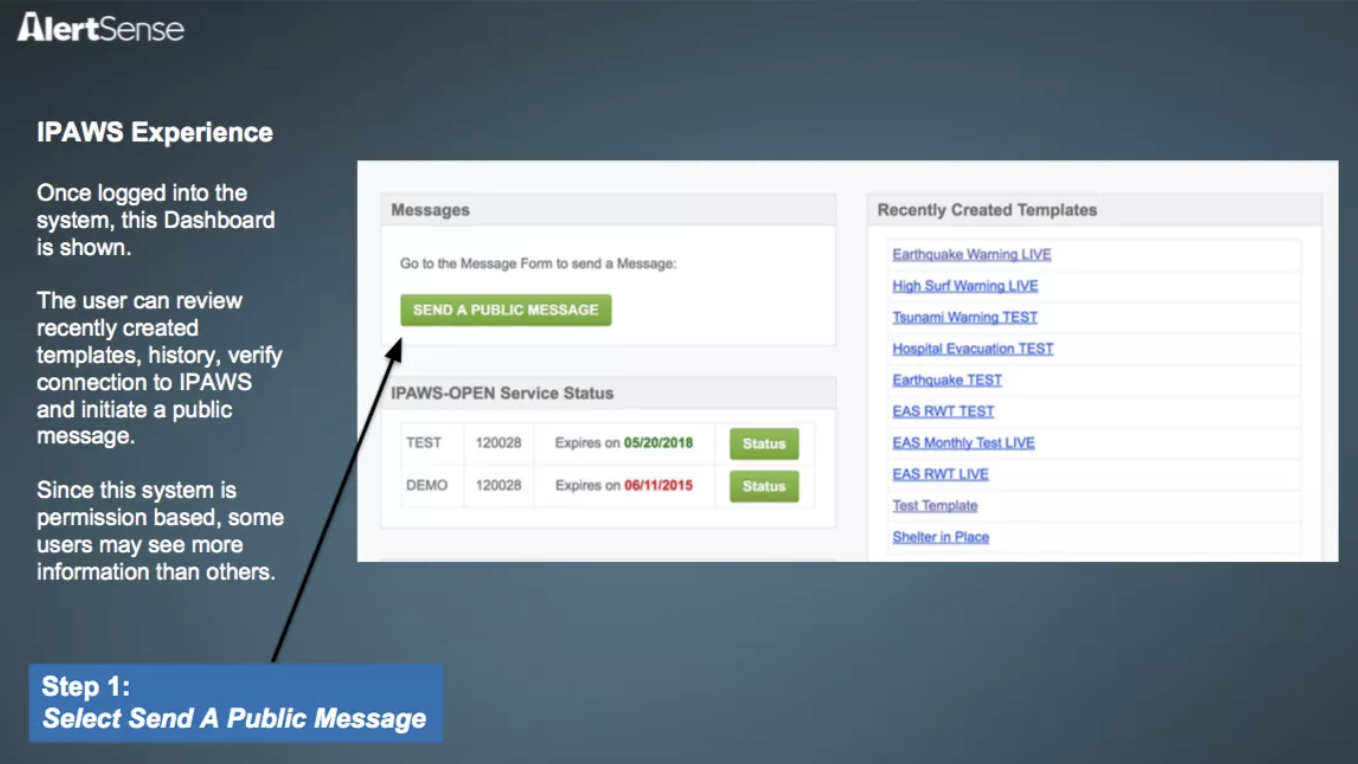 AlertSense
IPAWS Experience
Once logged into the
system, this Dashboard
is shown.
The user can review
recently created
templates, history, verify
connection to IPAWS
and initiate a public
message.
Since this system is
permission based, some
users may see more
information than others.
Step 1:
Select Send A Public Message
Messages
Go to the Message Form to send a Message:
SEND A PUBLIC MESSAGE
IPAWS-OPEN Service Status
TEST 120028 Expires on 05/20/2018 Status
DEMO 120028 Expires on 06/11/2015 Status
Recently Created Templates
Earthquake Warning LIVE
High Surf Warning LIVE
Tsunami Warning TEST
Hospital Evacuation TEST
Earthquake TEST
EAS RWT TEST
EAS Monthly Test LIVE
EAS RWT LIVE
Test Template
Shelter in Place